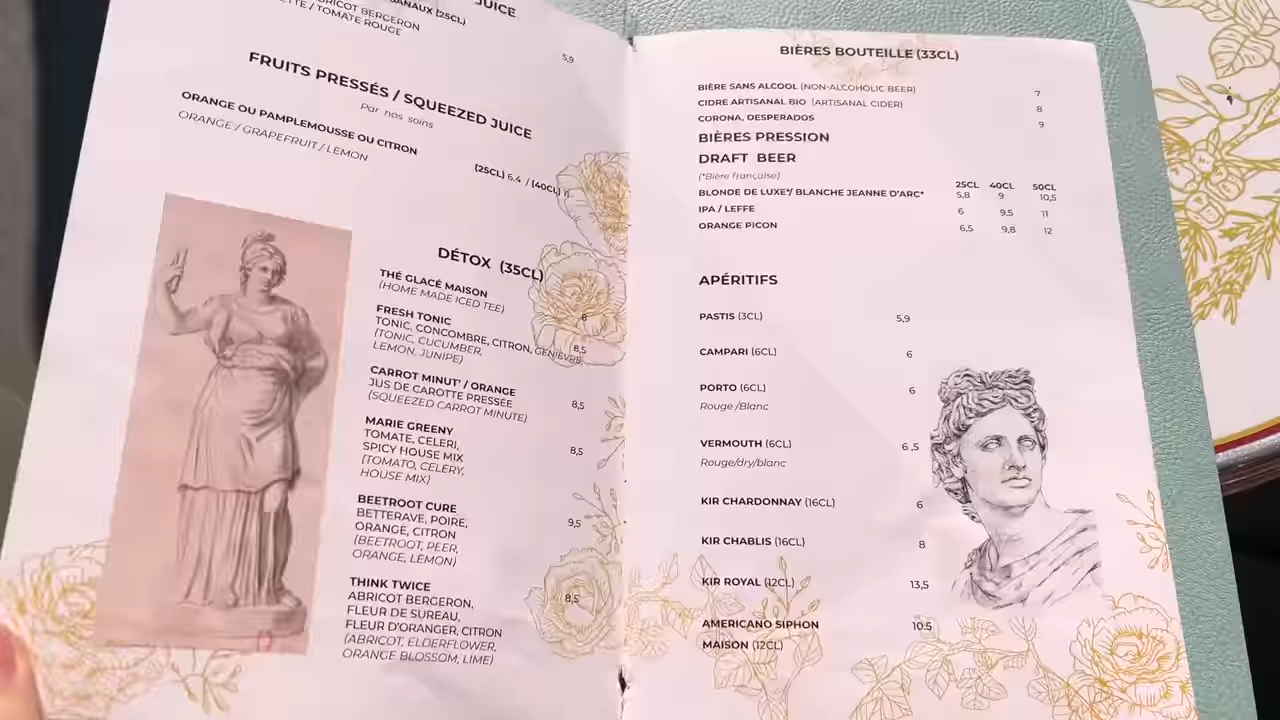 JUICE
(25CL)
ABRICOT BERGERON
/ TOMATE ROUGE
5,9
FRUITS PRESSÉS / SQUEEZED JUICE
Par nos soins
ORANGE OU PAMPLEMOUSSE OU CITRON
ORANGE / GRAPEFRUIT / LEMON
(25CL) 6.4 / (40CL)
DÉTOX (35CL)
THÉ GLACÉ MAISON
(HOME MADE ICED TEE)
8
FRESH TONIC
TONIC, CONCOMBRE, CITRON, GENIEVRE
(TONIC, CUCUMBER,
LEMON, JUNIPE)
8,5
CARROT MINUT' / ORANGE
JUS DE CAROTTE PRESSÉE
(SQUEEZED CARROT MINUTE)
8,5
MARIE GREENY
TOMATE, CELERI,
SPICY HOUSE MIX
(TOMATO, CELERY,
HOUSE MIX)
8,5
BEETROOT CURE
BETTERAVE, POIRE,
ORANGE, CITRON
(BEETROOT, PEER,
ORANGE, LEMON)
9,5
THINK TWICE
ABRICOT BERGERON,
FLEUR DE SUREAU,
FLEUR D'ORANGER, CITRON
(ABRICOT, ELDERFLOWER,
ORANGE BLOSSOM, LIME)
8,5
BIÈRES BOUTEILLE (33CL)
BIÈRE SANS ALCOOL (NON-ALCOHOLIC BEER) 7
CIDRE ARTISANAL BIO (ARTISANAL CIDER) 8
CORONA, DESPERADOS 9
BIÈRES PRESSION
DRAFT BEER
(*Bière française)
25CL 40CL 50CL
BLONDE DE LUXE*/ BLANCHE JEANNE D'ARC* 5,8 9 10,5
IPA / LEFFE 6 9,5 11
ORANGE PICON 6,5 9,8 12
APÉRITIFS
PASTIS (3CL) 5,9
CAMPARI (6CL) 6
PORTO (6CL) 6
Rouge /Blanc
VERMOUTH (6CL) 6,5
Rouge/dry/blanc
KIR CHARDONNAY (16CL) 6
KIR CHABLIS (16CL) 8
KIR ROYAL (12CL) 13,5
AMERICANO SIPHON 10.5
MAISON (12CL)